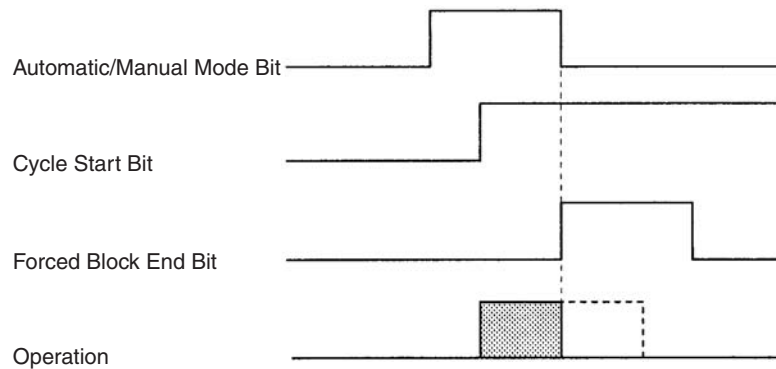 Automatic/Manual Mode Bit
Cycle Start Bit
Forced Block End Bit
Operation